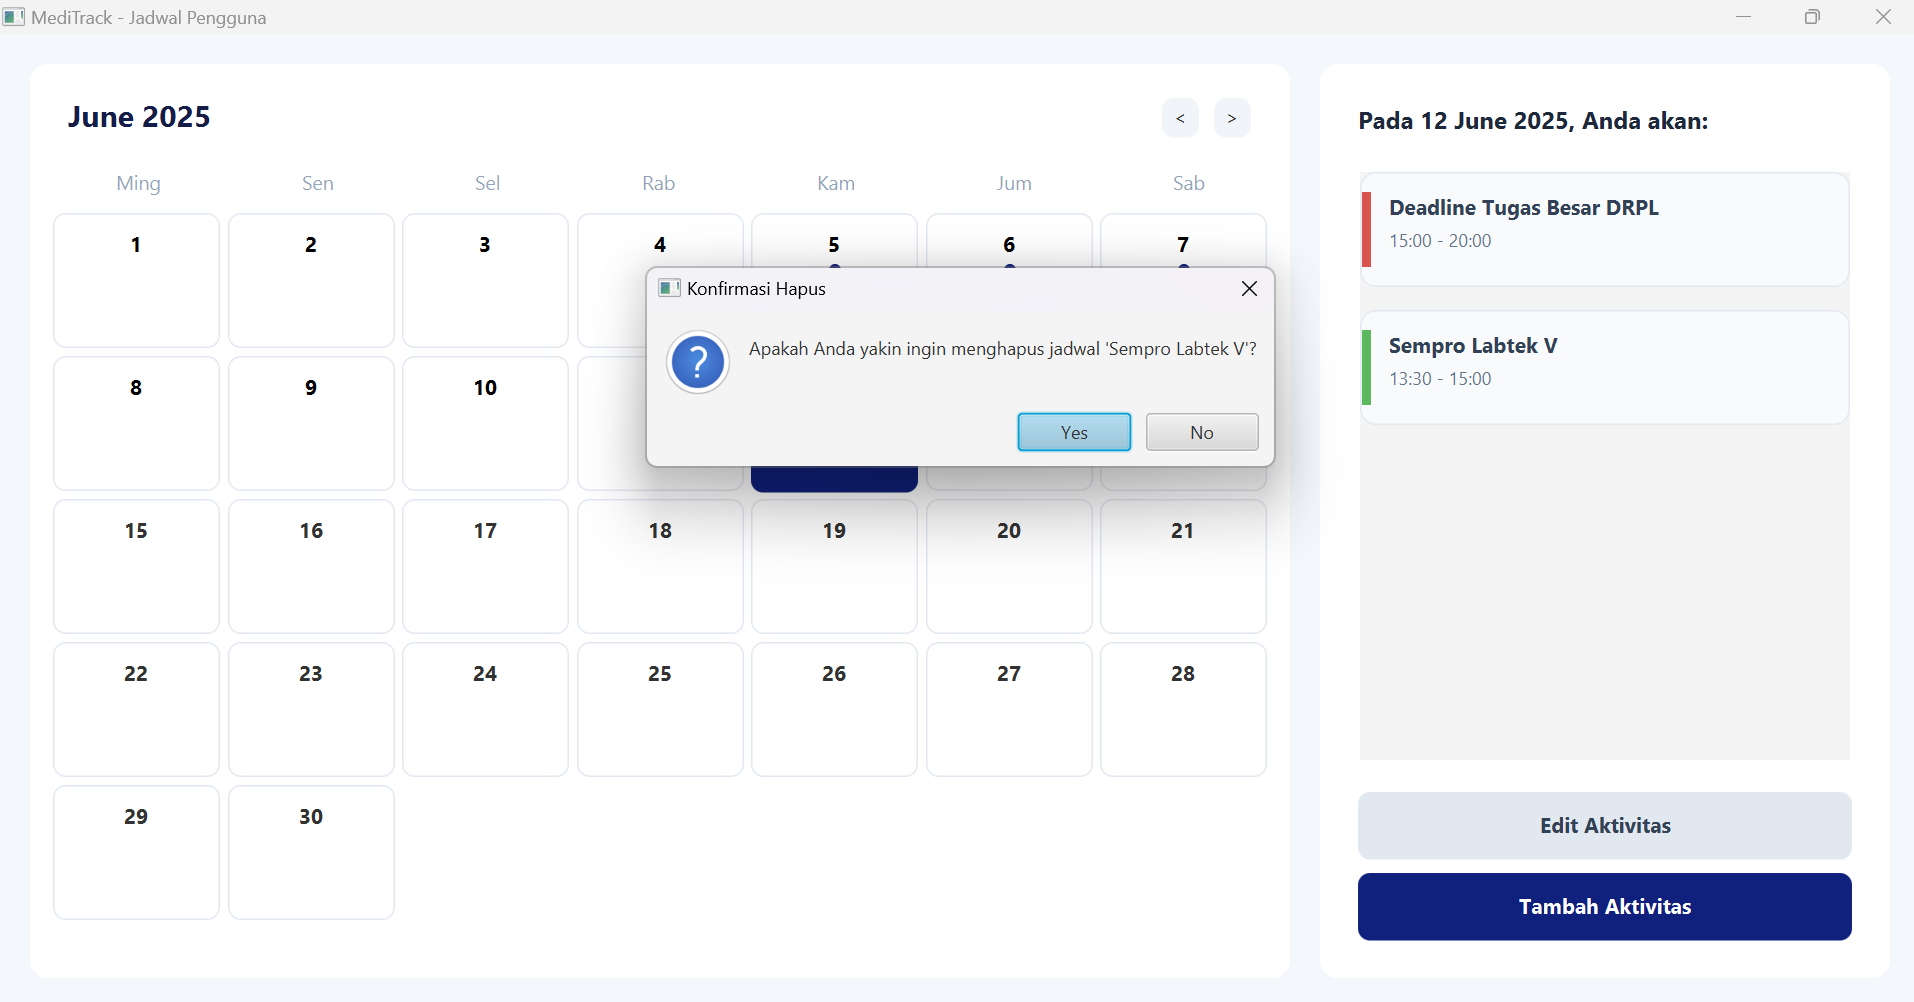 MediTrack - Jadwal Pengguna
June 2025
< >
Ming Sen Sel Rab Kam Jum Sab
1 2 3 4 5 6 7
8 9 10
15 16 17 18 19 20 21
22 23 24 25 26 27 28
29 30
Konfirmasi Hapus
?
Apakah Anda yakin ingin menghapus jadwal 'Sempro Labtek V'?
Yes No
Pada 12 June 2025, Anda akan:
Deadline Tugas Besar DRPL
15:00 - 20:00
Sempro Labtek V
13:30 - 15:00
Edit Aktivitas
Tambah Aktivitas